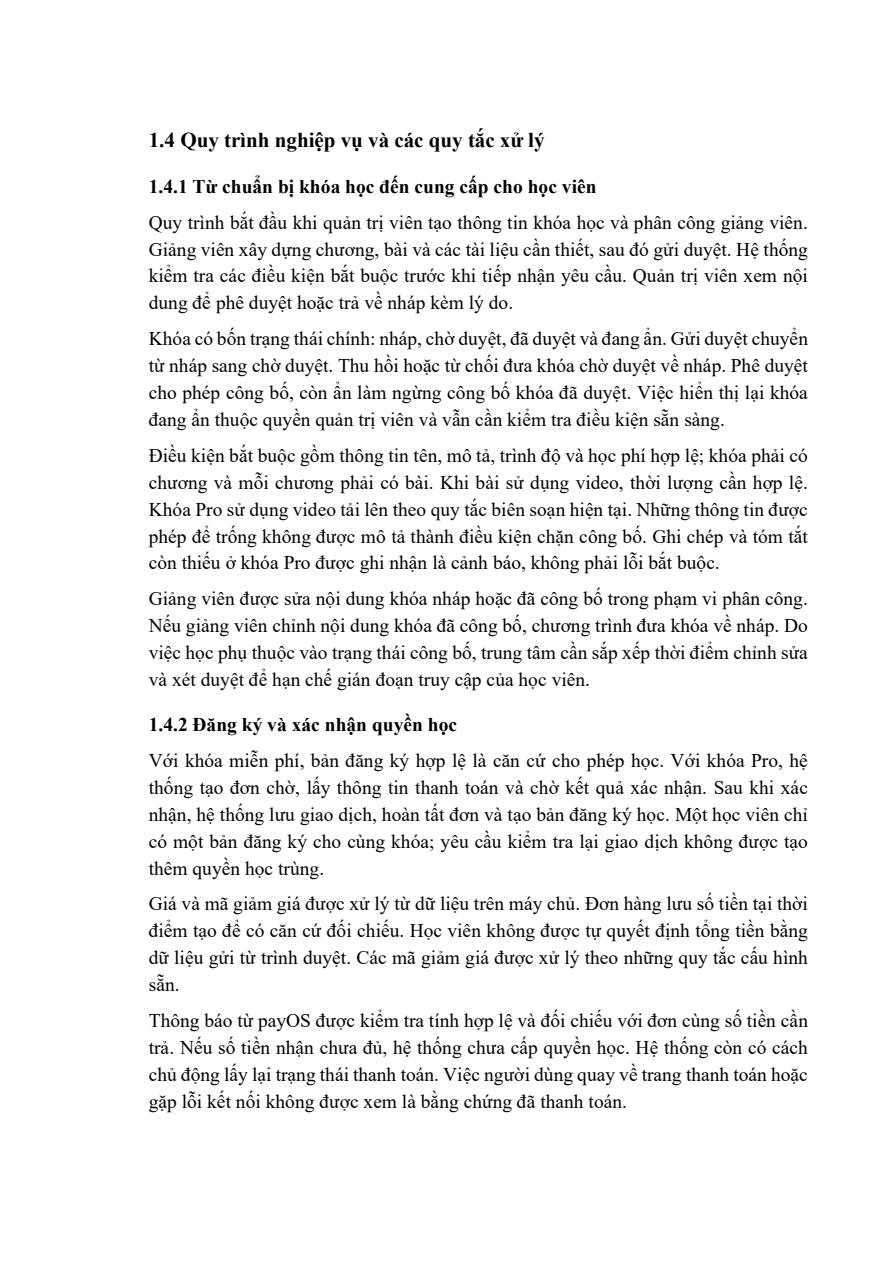 1.4 Quy trình nghiệp vụ và các quy tắc xử lý
1.4.1 Từ chuẩn bị khóa học đến cung cấp cho học viên
Quy trình bắt đầu khi quản trị viên tạo thông tin khóa học và phân công giảng viên.
Giảng viên xây dựng chương, bài và các tài liệu cần thiết, sau đó gửi duyệt. Hệ thống
kiểm tra các điều kiện bắt buộc trước khi tiếp nhận yêu cầu. Quản trị viên xem nội
dung để phê duyệt hoặc trả về nháp kèm lý do.
Khóa có bốn trạng thái chính: nháp, chờ duyệt, đã duyệt và đang ẩn. Gửi duyệt chuyển
từ nháp sang chờ duyệt. Thu hồi hoặc từ chối đưa khóa chờ duyệt về nháp. Phê duyệt
cho phép công bố, còn ẩn làm ngừng công bố khóa đã duyệt. Việc hiển thị lại khóa
đang ẩn thuộc quyền quản trị viên và vẫn cần kiểm tra điều kiện sẵn sàng.
Điều kiện bắt buộc gồm thông tin tên, mô tả, trình độ và học phí hợp lệ; khóa phải có
chương và mỗi chương phải có bài. Khi bài sử dụng video, thời lượng cần hợp lệ.
Khóa Pro sử dụng video tải lên theo quy tắc biên soạn hiện tại. Những thông tin được
phép để trống không được mô tả thành điều kiện chặn công bố. Ghi chép và tóm tắt
còn thiếu ở khóa Pro được ghi nhận là cảnh báo, không phải lỗi bắt buộc.
Giảng viên được sửa nội dung khóa nháp hoặc đã công bố trong phạm vi phân công.
Nếu giảng viên chỉnh nội dung khóa đã công bố, chương trình đưa khóa về nháp. Do
việc học phụ thuộc vào trạng thái công bố, trung tâm cần sắp xếp thời điểm chỉnh sửa
và xét duyệt để hạn chế gián đoạn truy cập của học viên.
1.4.2 Đăng ký và xác nhận quyền học
Với khóa miễn phí, bản đăng ký hợp lệ là căn cứ cho phép học. Với khóa Pro, hệ
thống tạo đơn chờ, lấy thông tin thanh toán và chờ kết quả xác nhận. Sau khi xác
nhận, hệ thống lưu giao dịch, hoàn tất đơn và tạo bản đăng ký học. Một học viên chỉ
có một bản đăng ký cho cùng khóa; yêu cầu kiểm tra lại giao dịch không được tạo
thêm quyền học trùng.
Giá và mã giảm giá được xử lý từ dữ liệu trên máy chủ. Đơn hàng lưu số tiền tại thời
điểm tạo để có căn cứ đối chiếu. Học viên không được tự quyết định tổng tiền bằng
dữ liệu gửi từ trình duyệt. Các mã giảm giá được xử lý theo những quy tắc cấu hình
sẵn.
Thông báo từ payOS được kiểm tra tính hợp lệ và đối chiếu với đơn cùng số tiền cần
trả. Nếu số tiền nhận chưa đủ, hệ thống chưa cấp quyền học. Hệ thống còn có cách
chủ động lấy lại trạng thái thanh toán. Việc người dùng quay về trang thanh toán hoặc
gặp lỗi kết nối không được xem là bằng chứng đã thanh toán.